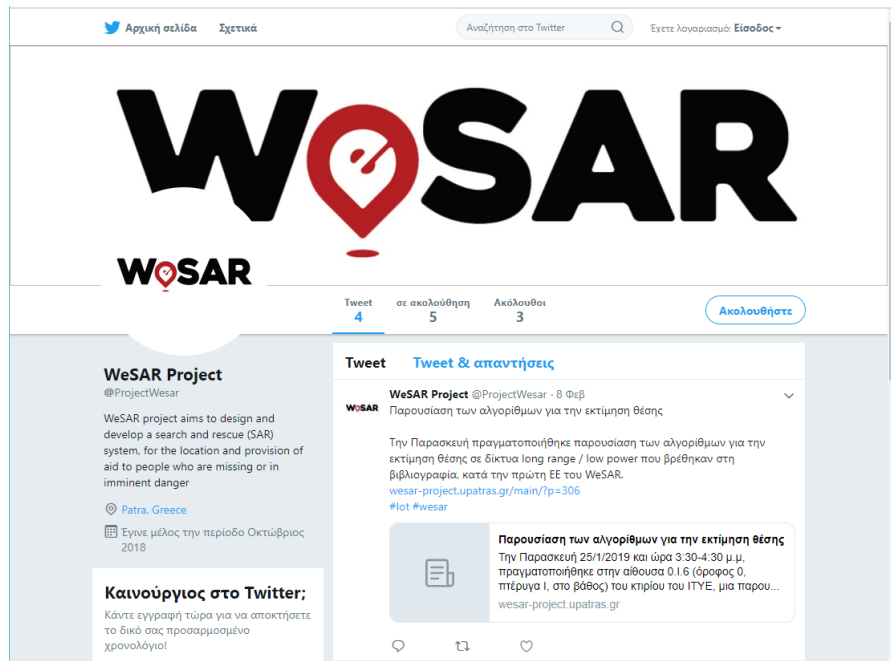 Αρχική σελίδα Σχετικά
Αναζήτηση στο Twitter
Έχετε λογαριασμό; Είσοδος
WeSAR
WeSAR
Tweet
4
σε ακολούθηση
5
Ακόλουθοι
3
Ακολουθήστε
WeSAR Project
@ProjectWesar
WeSAR project aims to design and
develop a search and rescue (SAR)
system, for the location and provision of
aid to people who are missing or in
imminent danger
Patra, Greece
Έγινε μέλος την περίοδο Οκτώβριος
2018
Καινούργιος στο Twitter;
Κάντε εγγραφή τώρα για να αποκτήσετε
το δικό σας προσαρμοσμένο
χρονολόγιο!
Tweet Tweet & απαντήσεις
WeSAR
WeSAR Project @ProjectWesar · 8 Φεβ
Παρουσίαση των αλγορίθμων για την εκτίμηση θέσης
Την Παρασκευή πραγματοποιήθηκε παρουσίαση των αλγορίθμων για την
εκτίμηση θέσης σε δίκτυα long range / low power που βρέθηκαν στη
βιβλιογραφία, κατά την πρώτη ΕΕ του WeSAR.
wesar-project.upatras.gr/main/?p=306
#Iot #wesar
Παρουσίαση των αλγορίθμων για την εκτίμηση θέσης
Την Παρασκευή 25/1/2019 και ώρα 3:30-4:30 μ.μ,
πραγματοποιήθηκε στην αίθουσα 0.Ι.6 (όροφος 0,
πτέρυγα Ι, στο βάθος) του κτιρίου του ΙΤΥΕ, μια παρου...
wesar-project.upatras.gr